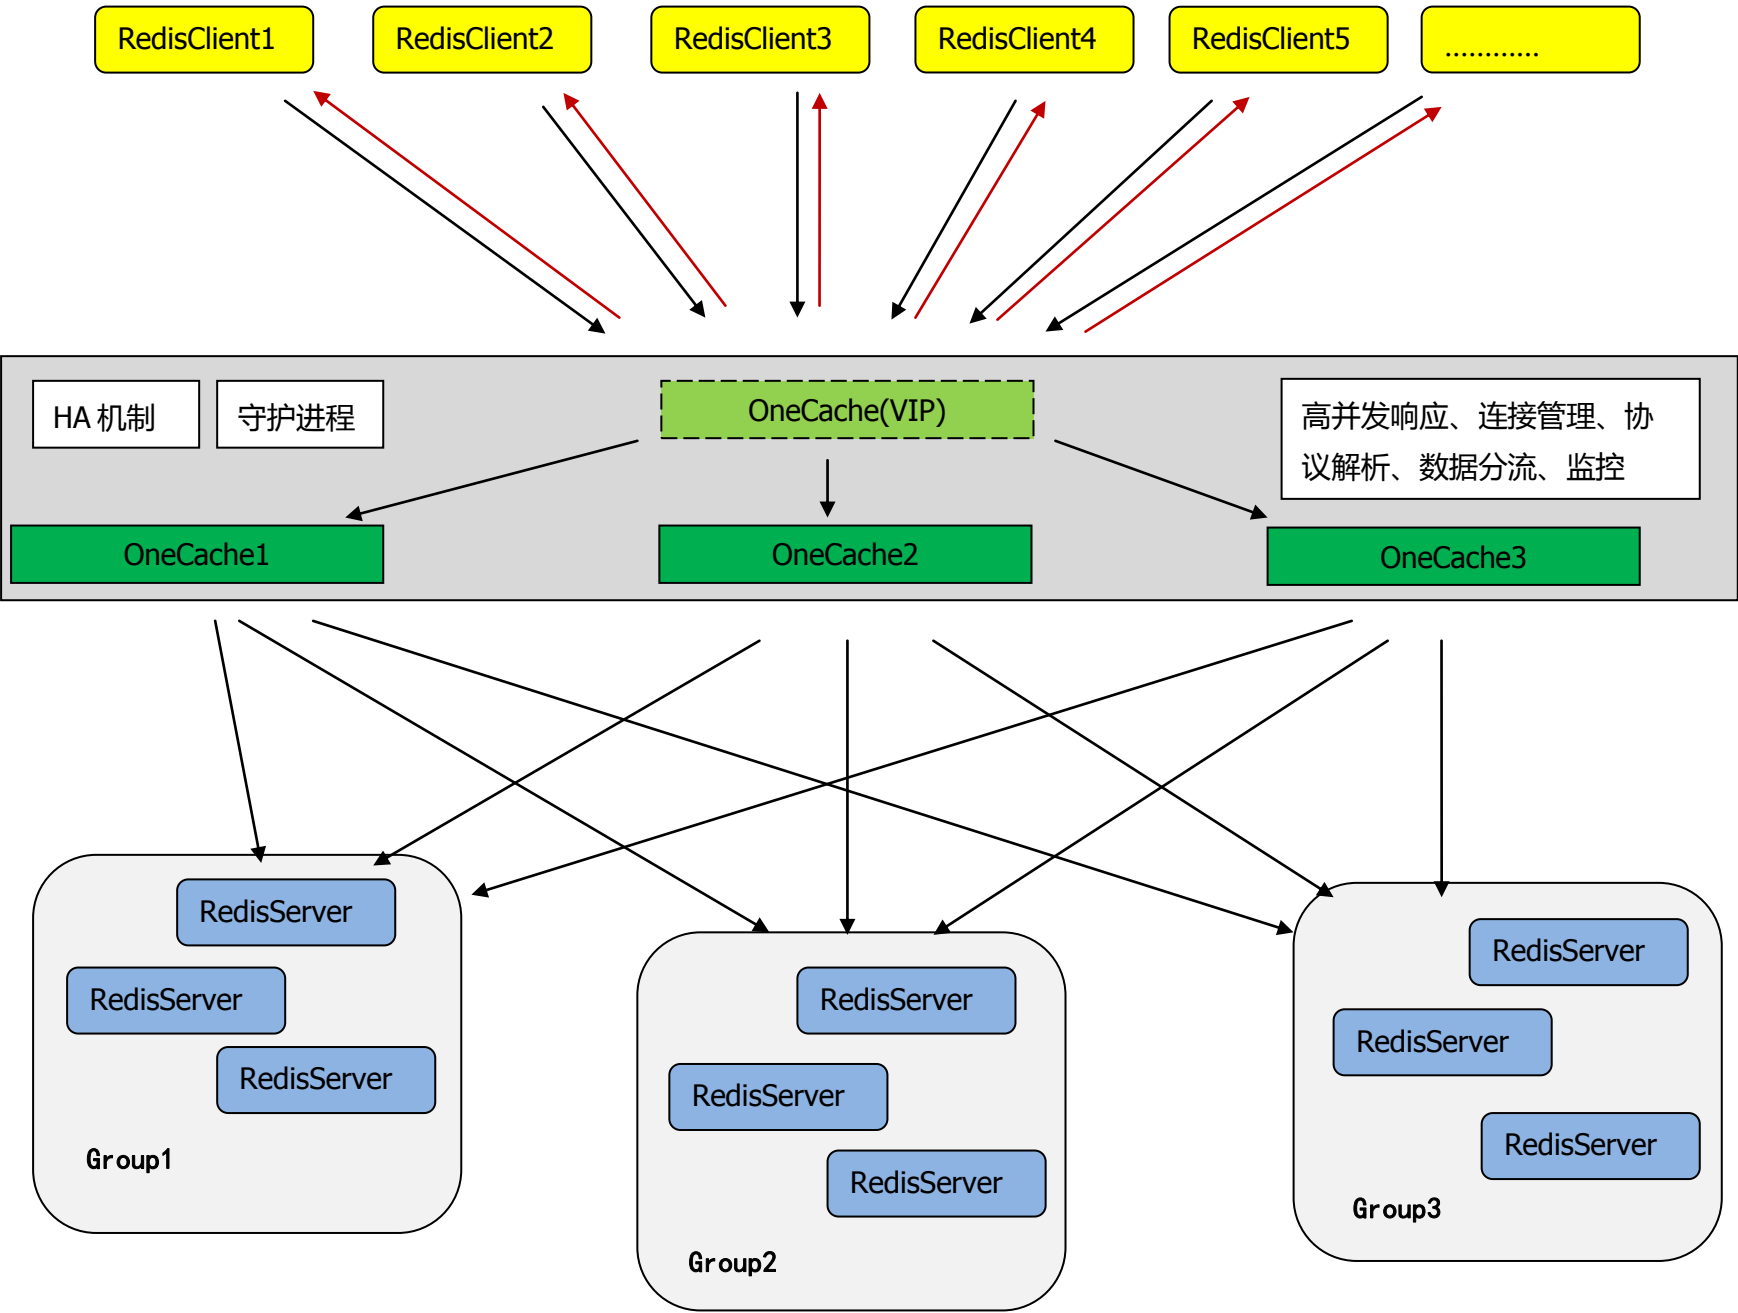 RedisClient1
RedisClient2
RedisClient3
RedisClient4
RedisClient5
…………
HA 机制
守护进程
OneCache(VIP)
高并发响应、连接管理、协
议解析、数据分流、监控
OneCache1
OneCache2
OneCache3
RedisServer
RedisServer
RedisServer
Group1
RedisServer
RedisServer
RedisServer
Group2
RedisServer
RedisServer
RedisServer
Group3